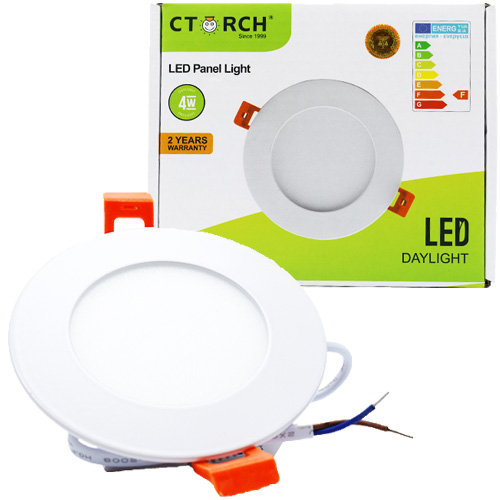 CTORCH®
Since 1999
LED Panel Light
4W
2 YEARS
WARRANTY
ENERG
A
B
C
D
E
F
G
F
LED
DAYLIGHT